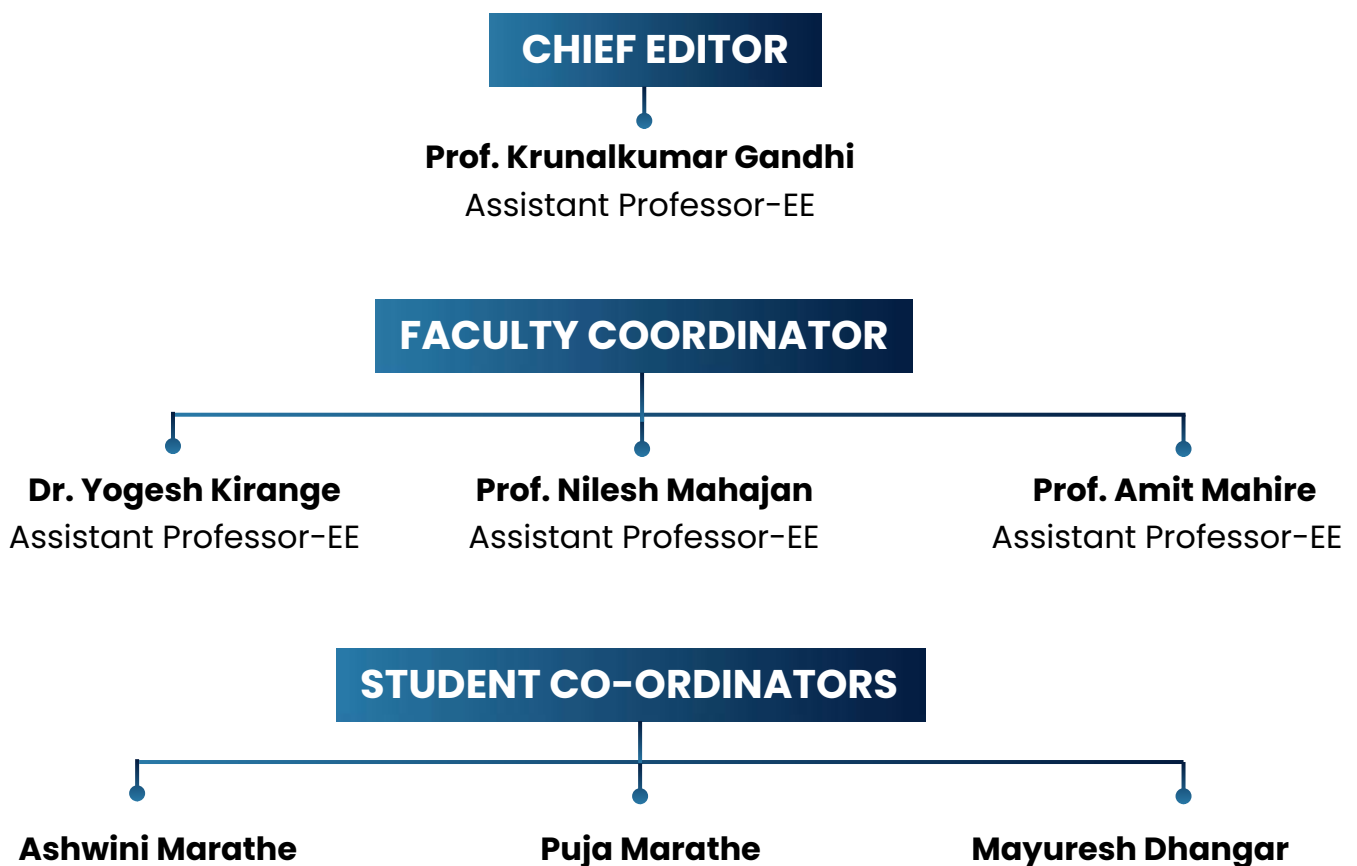 CHIEF EDITOR
Prof. Krunalkumar Gandhi
Assistant Professor-EE
FACULTY COORDINATOR
Dr. Yogesh Kirange
Assistant Professor-EE
Prof. Nilesh Mahajan
Assistant Professor-EE
Prof. Amit Mahire
Assistant Professor-EE
STUDENT CO-ORDINATORS
Ashwini Marathe
Puja Marathe
Mayuresh Dhangar